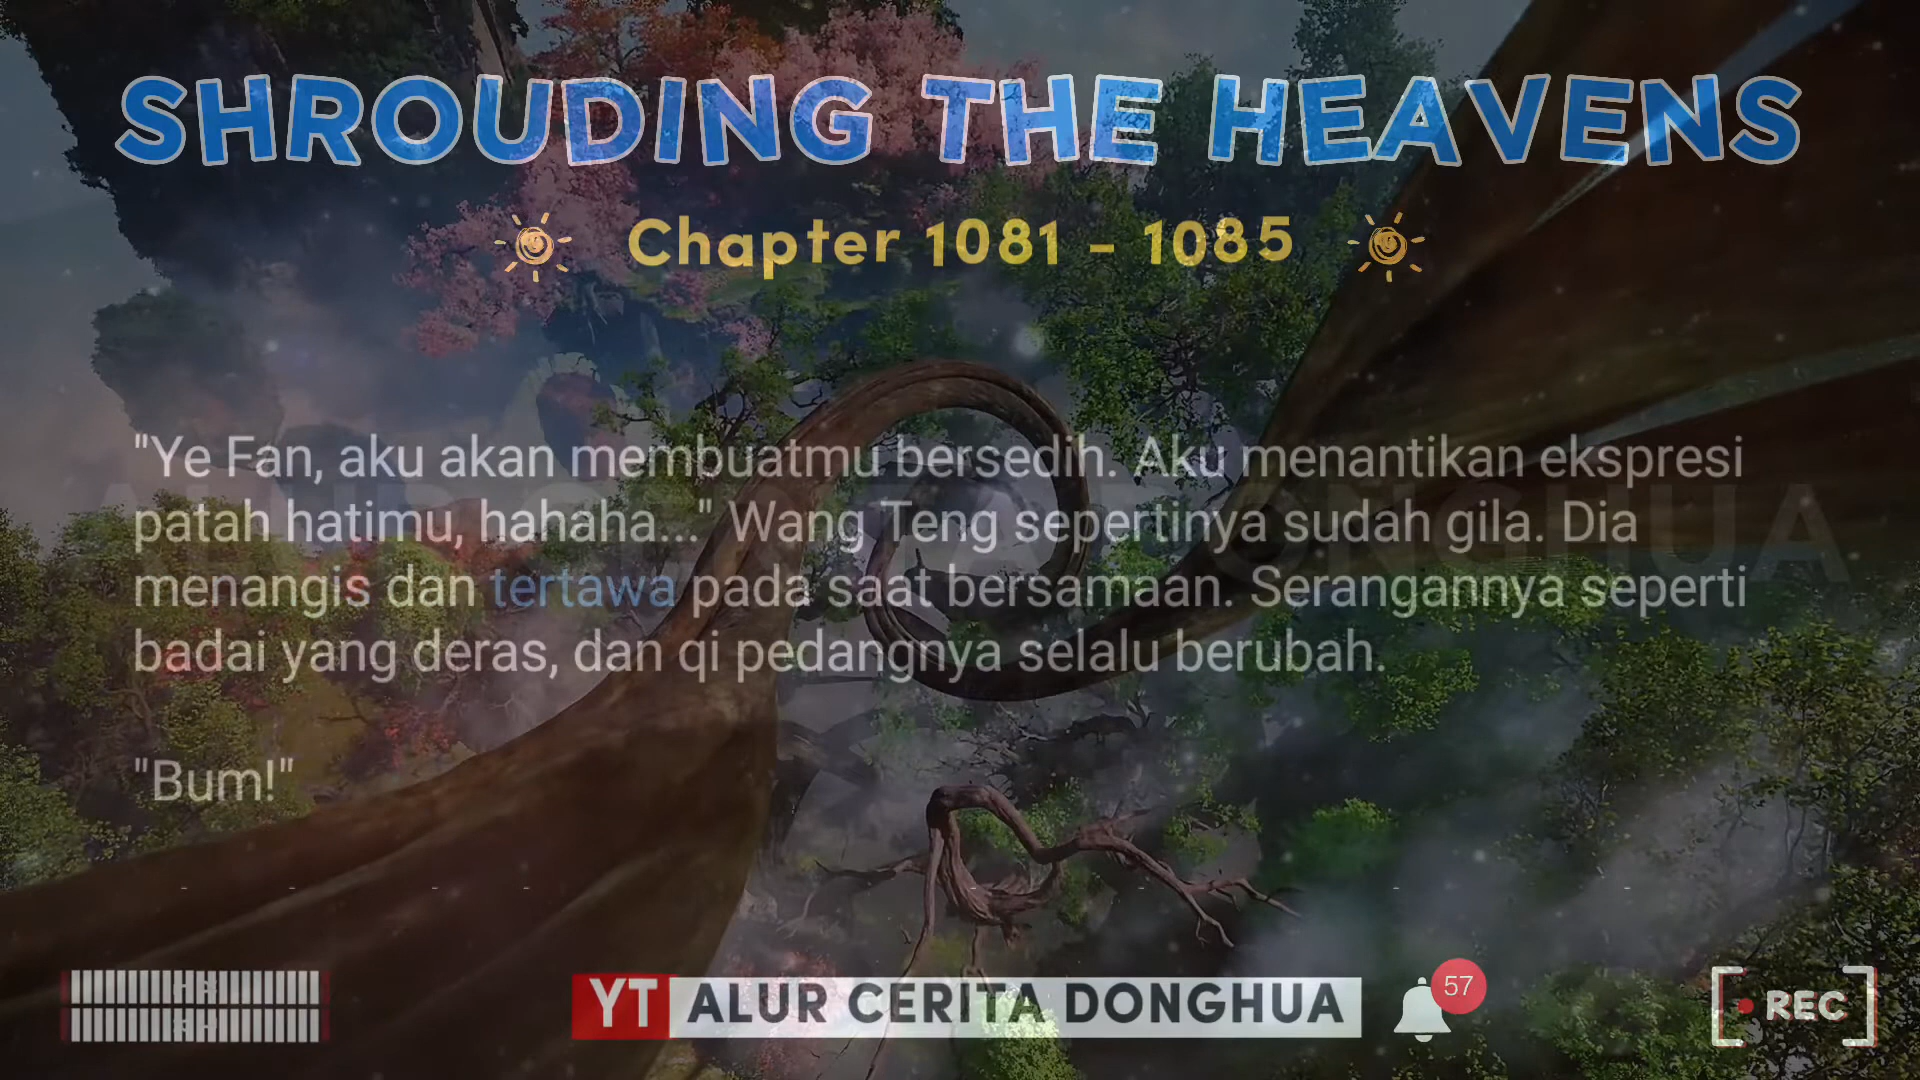 SHROUDING THE HEAVENS
Chapter 1081 - 1085
"Ye Fan, aku akan membuatmu bersedih. Aku menantikan ekspresi
patah hatimu, hahaha..." Wang Teng sepertinya sudah gila. Dia
menangis dan tertawa pada saat bersamaan. Serangannya seperti
badai yang deras, dan qi pedangnya selalu berubah.
"Bum!"
YT ALUR CERITA DONGHUA
57
REC